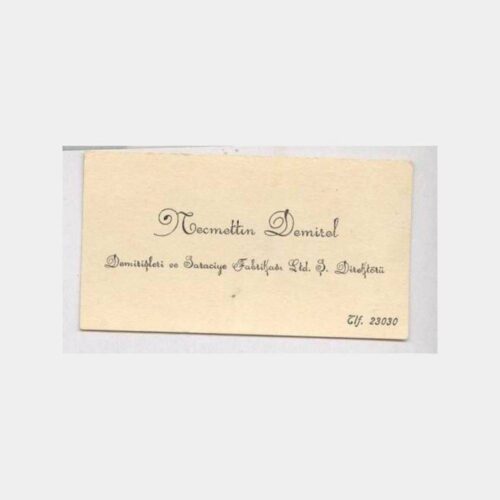 Necmettin Demirel
Demirişleri ve Saraciye Fabrikası Ltd. Ş. Direktörü
Tlf. 23030